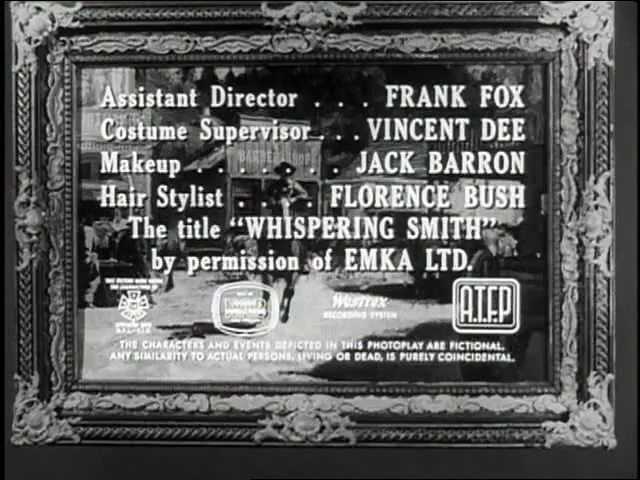 Assistant Director . . . FRANK FOX
Costume Supervisor . . . VINCENT DEE
Makeup . . . . . . . JACK BARRON
Hair Stylist . . . . . FLORENCE BUSH
The title "WHISPERING SMITH"
by permission of EMKA LTD.
Westrex
RECORDING SYSTEM
A.T.F.P
THE CHARACTERS AND EVENTS DEPICTED IN THIS PHOTOPLAY ARE FICTIONAL.
ANY SIMILARITY TO ACTUAL PERSONS, LIVING OR DEAD, IS PURELY COINCIDENTAL.